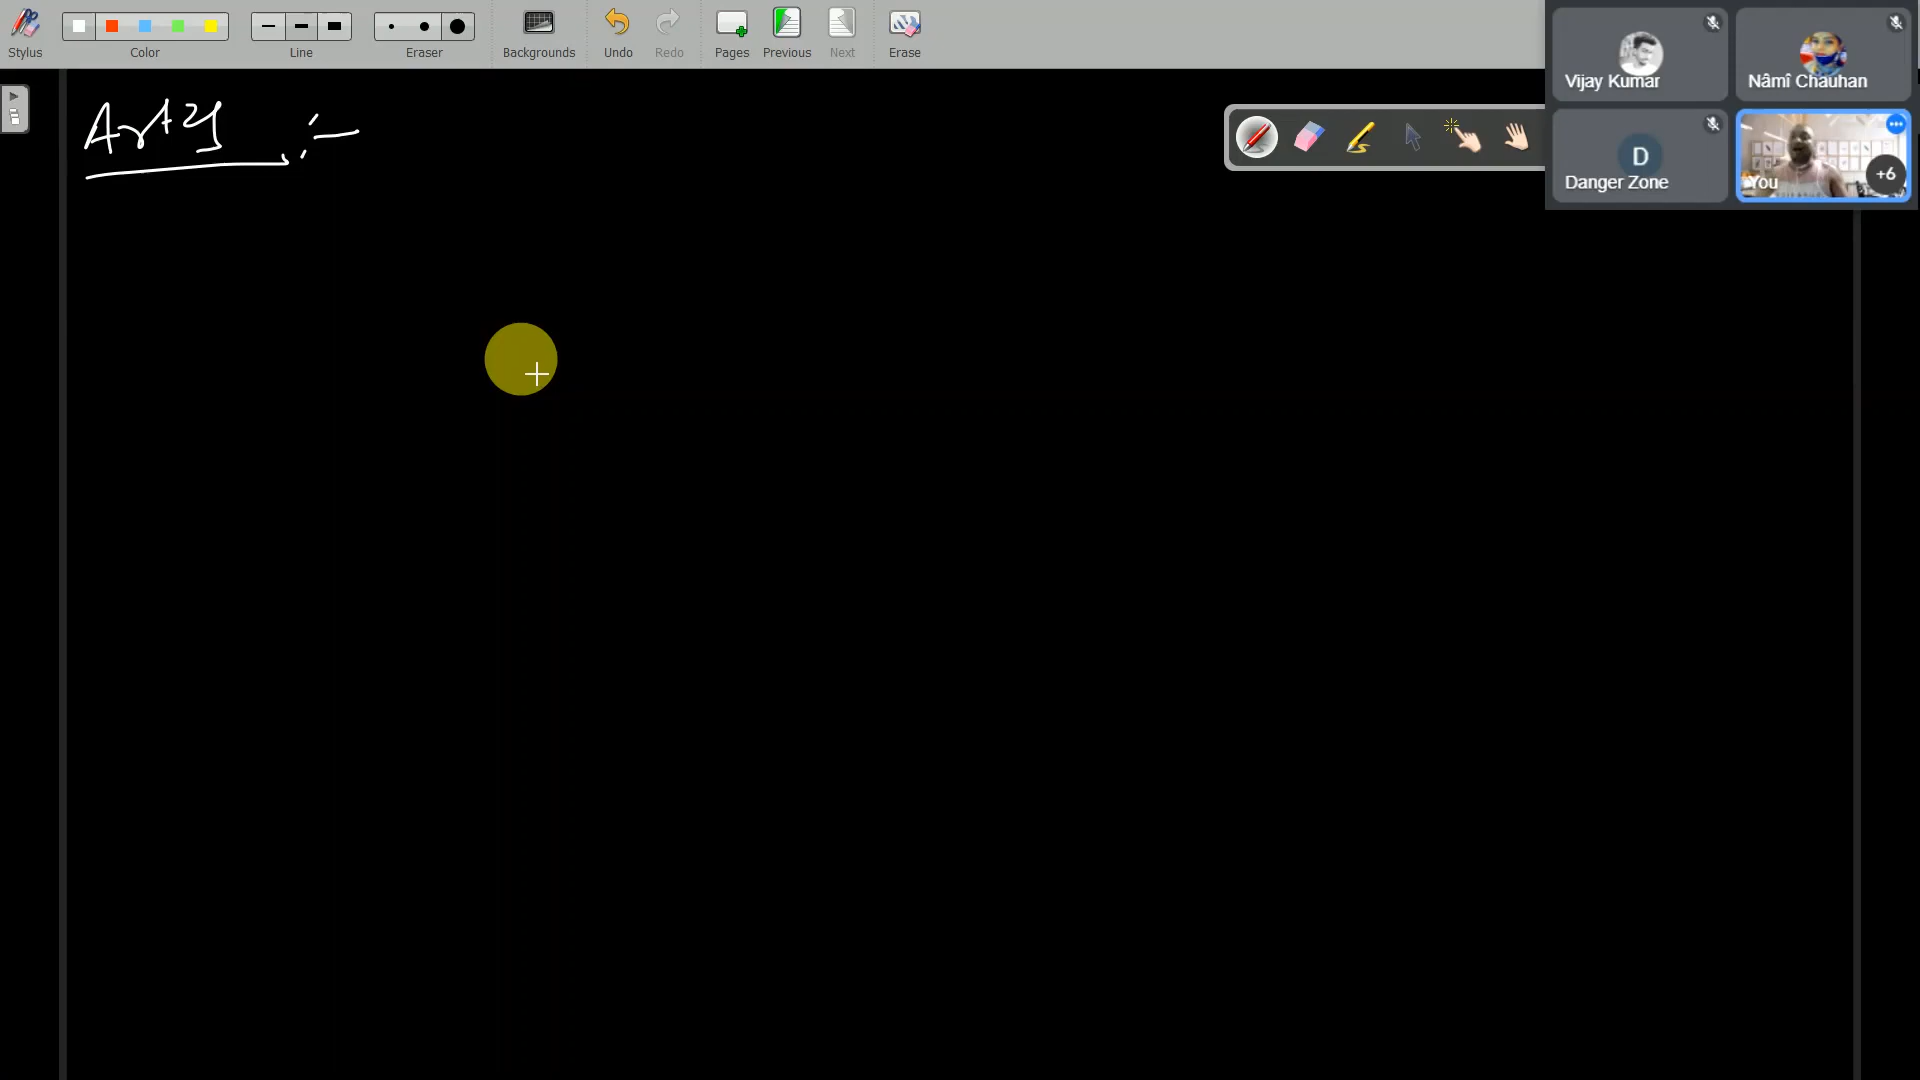 Stylus Color Line Eraser Backgrounds Undo Redo Pages Previous Next Erase
Vijay Kumar Nâmî Chauhan
D
Danger Zone You +6